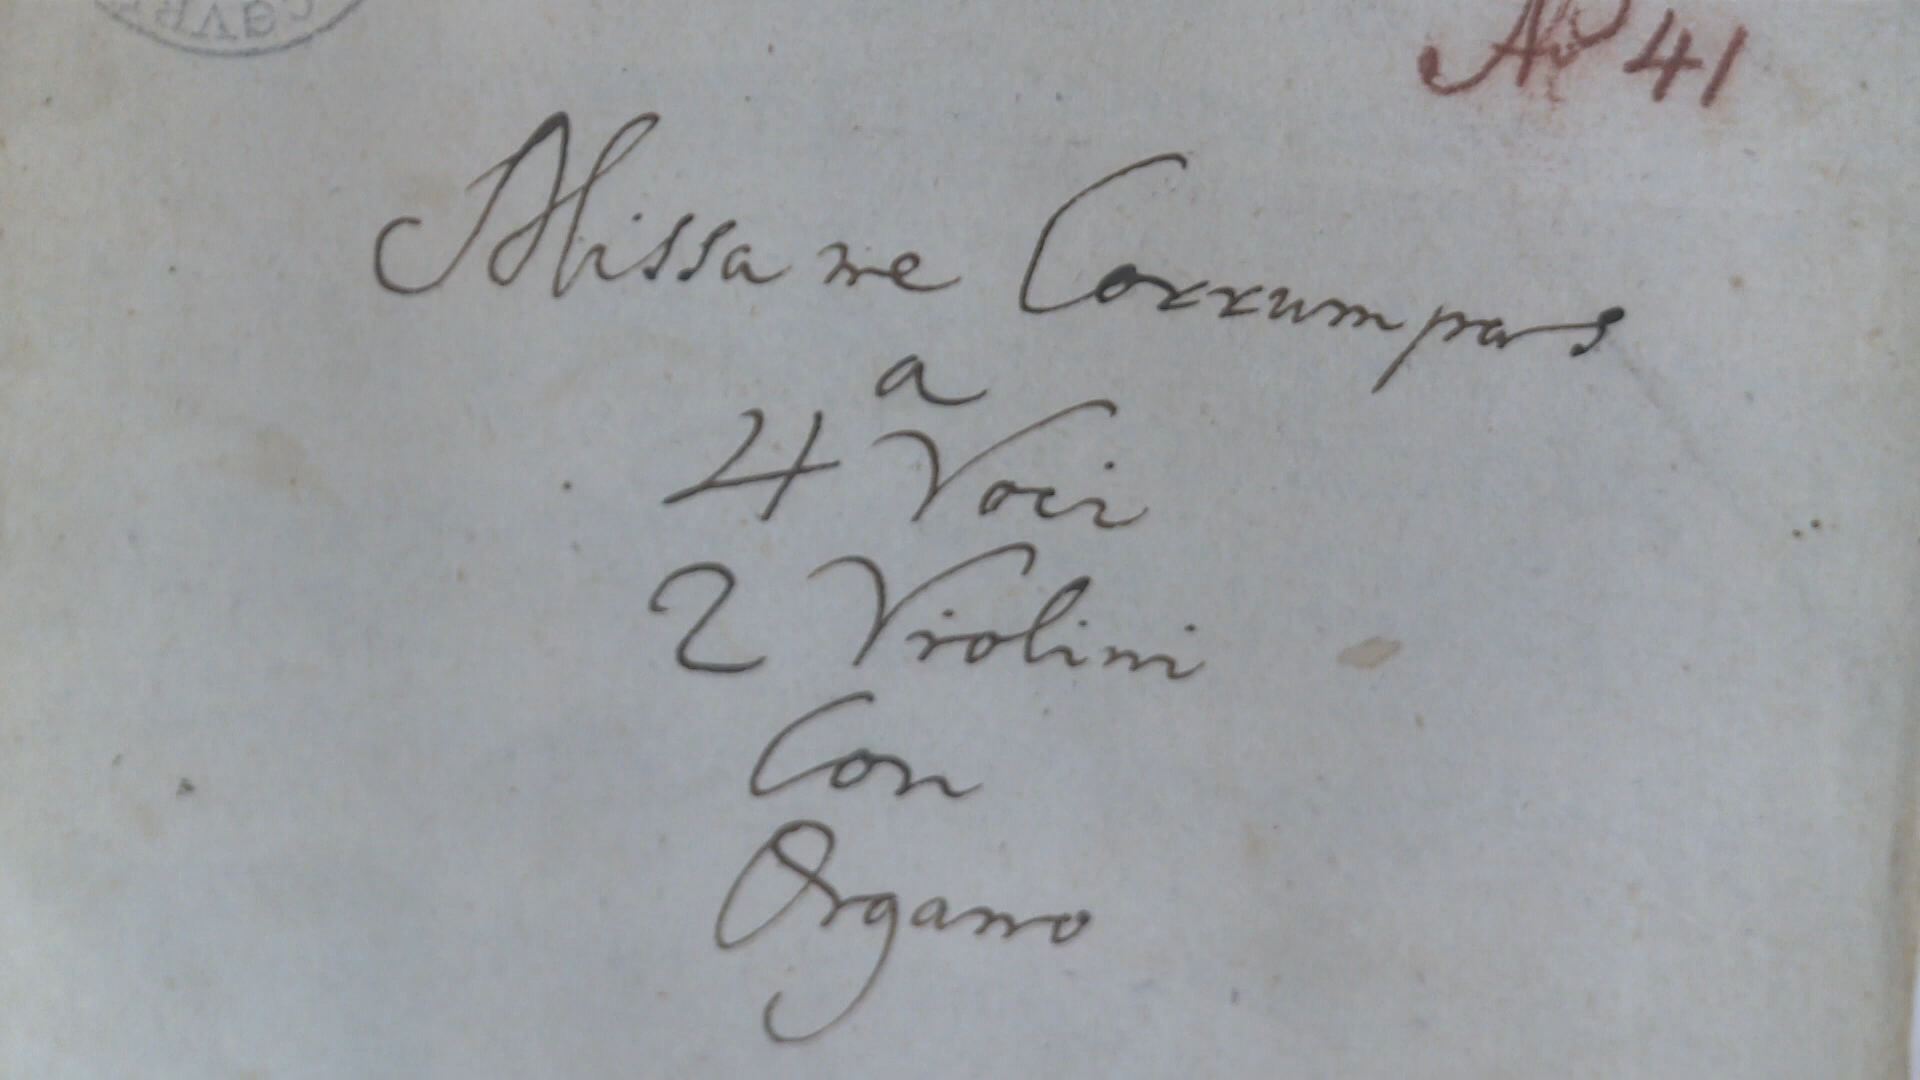 No 41
Missa ne Corrumpas
a
4 Voci
2 Violini
Con
Organo